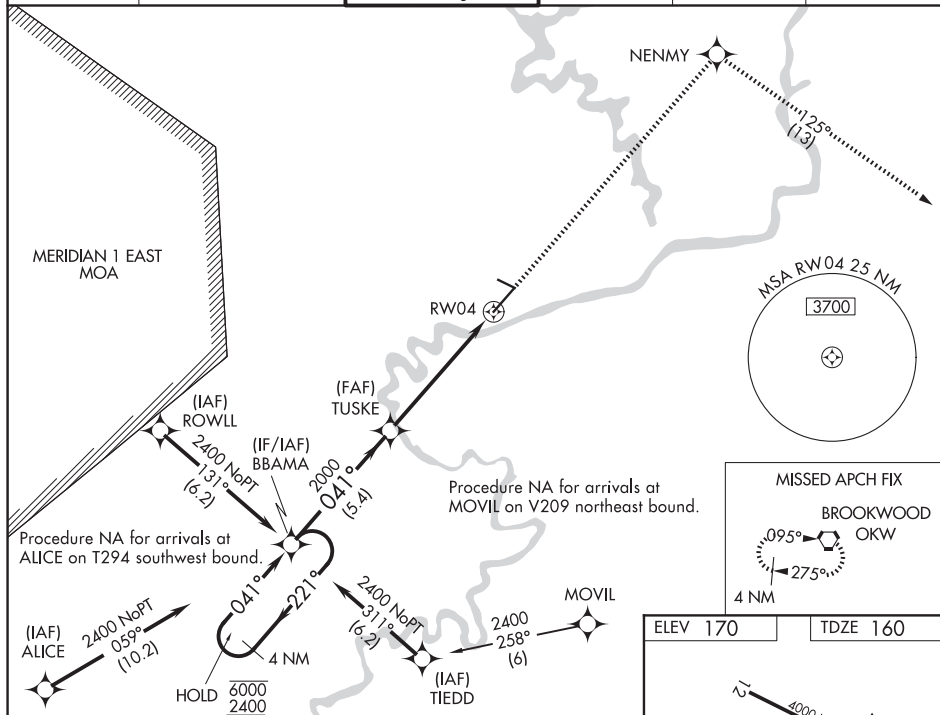 NENMY
125°
(13)
MERIDIAN 1 EAST
MOA
MSA RW04 25 NM
3700
RW04
(FAF)
TUSKE
(IAF)
ROWLL
2400 NoPT
131°
(6.2)
(IF/IAF)
BBAMA
2000
041°
(5.4)
Procedure NA for arrivals at
MOVIL on V209 northeast bound.
MISSED APCH FIX
BROOKWOOD
OKW
095°
275°
4 NM
Procedure NA for arrivals at
ALICE on T294 southwest bound.
041°
221°
2400 NoPT
311°
(6.2)
MOVIL
2400
258°
(6)
(IAF)
ALICE
2400 NoPT
059°
(10.2)
4 NM
HOLD 6000
2400
(IAF)
TIEDD
ELEV 170
TDZE 160
12